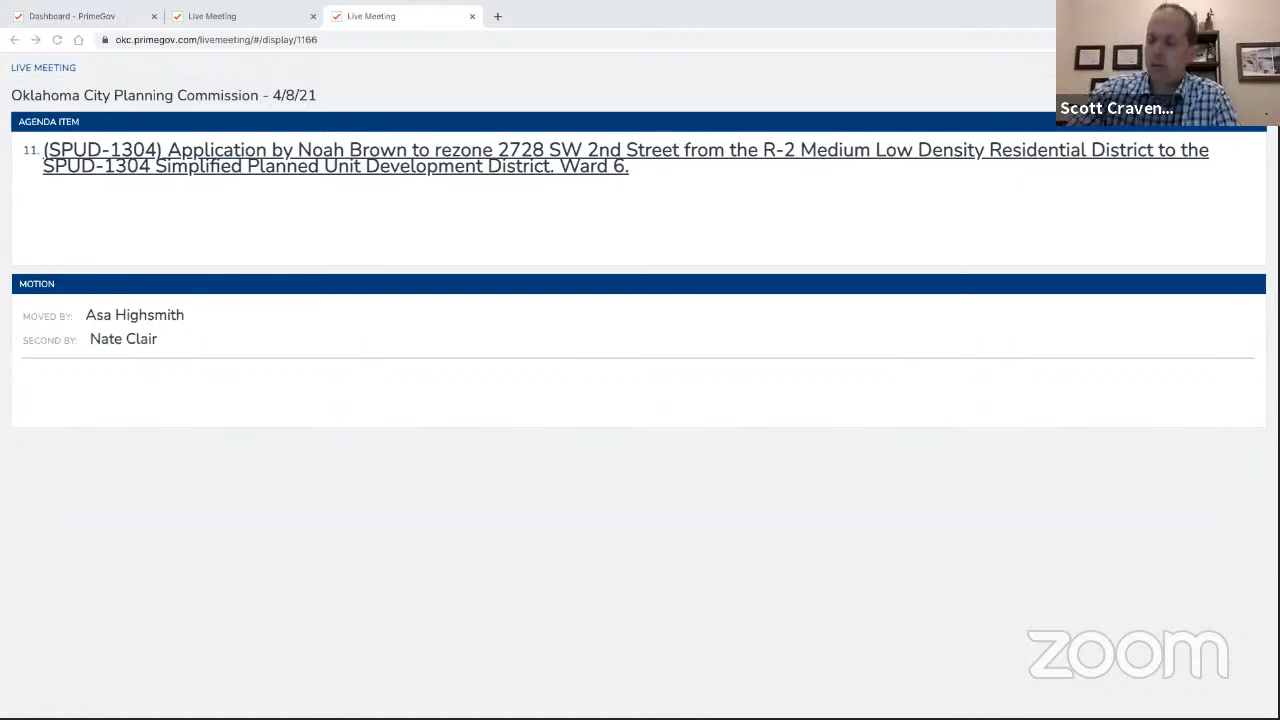 Dashboard - PrimeGov
Live Meeting
Live Meeting
okc.primegov.com/livemeeting/#/display/1166
LIVE MEETING
Oklahoma City Planning Commission - 4/8/21
AGENDA ITEM
11. (SPUD-1304) Application by Noah Brown to rezone 2728 SW 2nd Street from the R-2 Medium Low Density Residential District to the
SPUD-1304 Simplified Planned Unit Development District. Ward 6.
MOTION
MOVED BY: Asa Highsmith
SECOND BY: Nate Clair
Scott Craven...
zoom